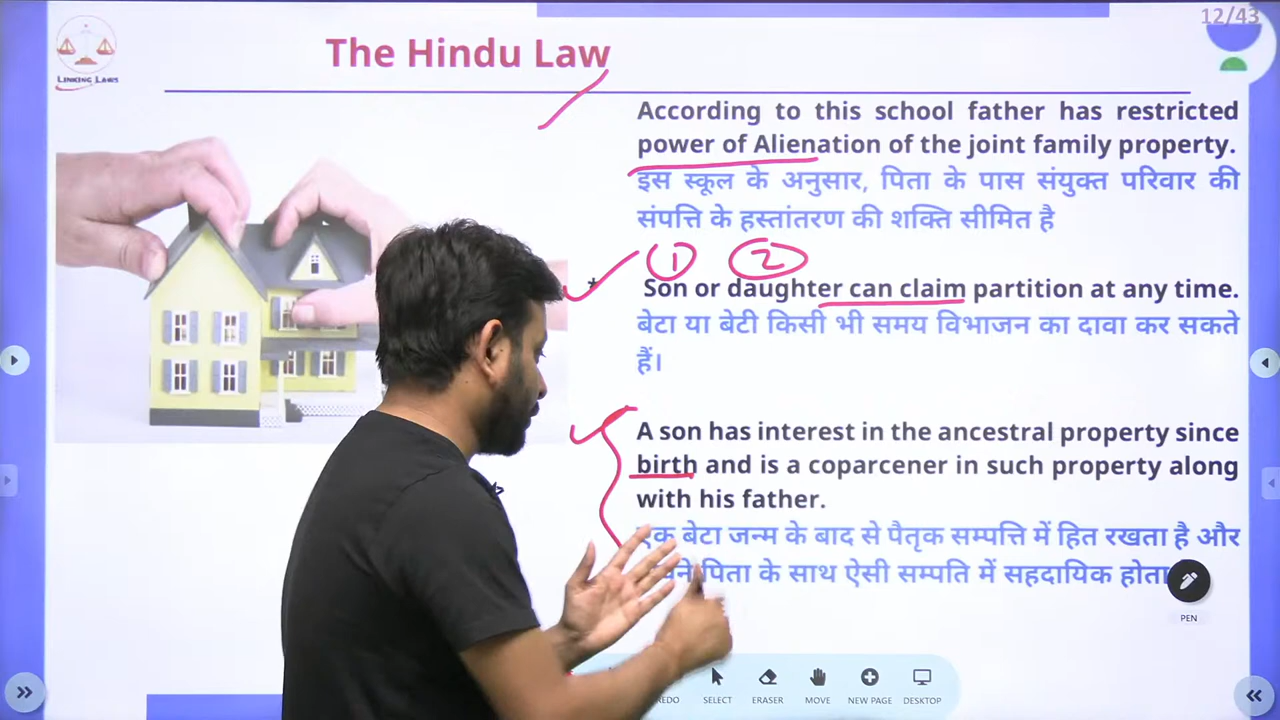 12/43
The Hindu Law
LINKING LAWS
According to this school father has restricted
power of Alienation of the joint family property.
इस स्कूल के अनुसार, पिता के पास संयुक्त परिवार की
संपत्ति के हस्तांतरण की शक्ति सीमित है
1 2
* Son or daughter can claim partition at any time.
बेटा या बेटी किसी भी समय विभाजन का दावा कर सकते
हैं।
A son has interest in the ancestral property since
birth and is a coparcener in such property along
with his father.
एक बेटा जन्म के बाद से पैतृक सम्पत्ति में हित रखता है और
पिता के साथ ऐसी सम्पति में सहदायिक होता
PEN
SELECT ERASER MOVE NEW PAGE DESKTOP